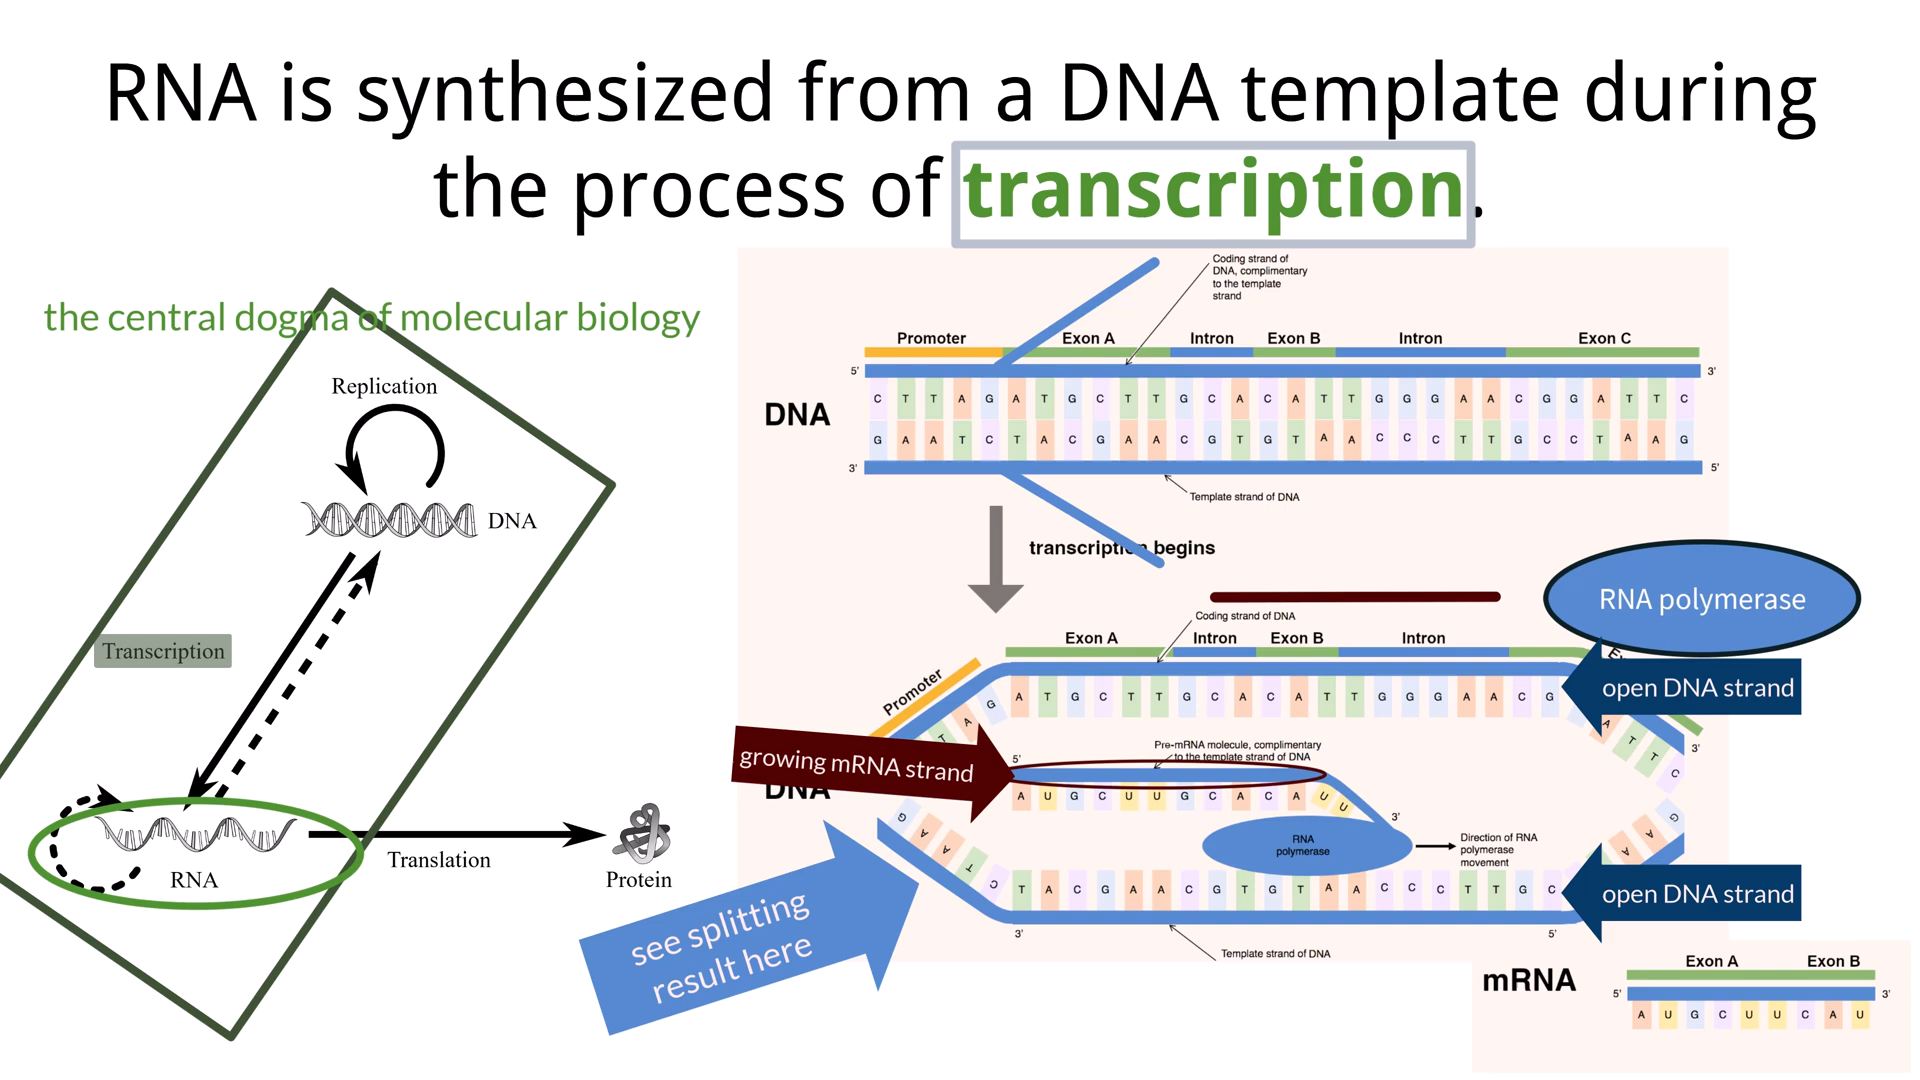 RNA is synthesized from a DNA template during
the process of transcription.
the central dogma of molecular biology
Replication
DNA
Transcription
RNA
Translation
Protein
Coding strand of
DNA, complimentary
to the template
strand
Promoter Exon A Intron Exon B Intron Exon C
5' 3'
DNA
C T T A G A T G C T T G C A C A T T G G G A A C G G A T T C
G A A T C T A C G A A C G T G T A A C C C T T G C C T A A G
3' 5'
Template strand of DNA
transcription begins
RNA polymerase
Coding strand of DNA
Exon A Intron Exon B Intron
Promoter
open DNA strand
T A G A T G C T T G C A C A T T G G G A A C G A T T C
3'
growing mRNA strand
Pre-mRNA molecule, complimentary
to the template strand of DNA
5'
DNA
A U G C U U G C A C A U U
3'
RNA
polymerase
Direction of RNA
polymerase
movement
G A A T C T A C G A A C G T G T A A C C C T T G C A A G
open DNA strand
3' 5'
Template strand of DNA
see splitting
result here
mRNA
Exon A Exon B
5' 3'
A U G C U U C A U